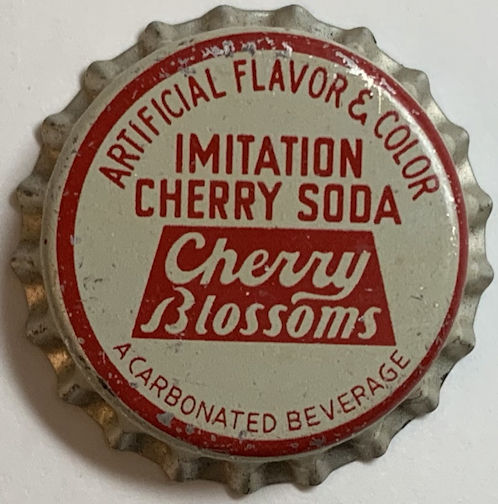 ARTIFICIAL FLAVOR & COLOR
IMITATION
CHERRY SODA
Cherry
Blossoms
A CARBONATED BEVERAGE